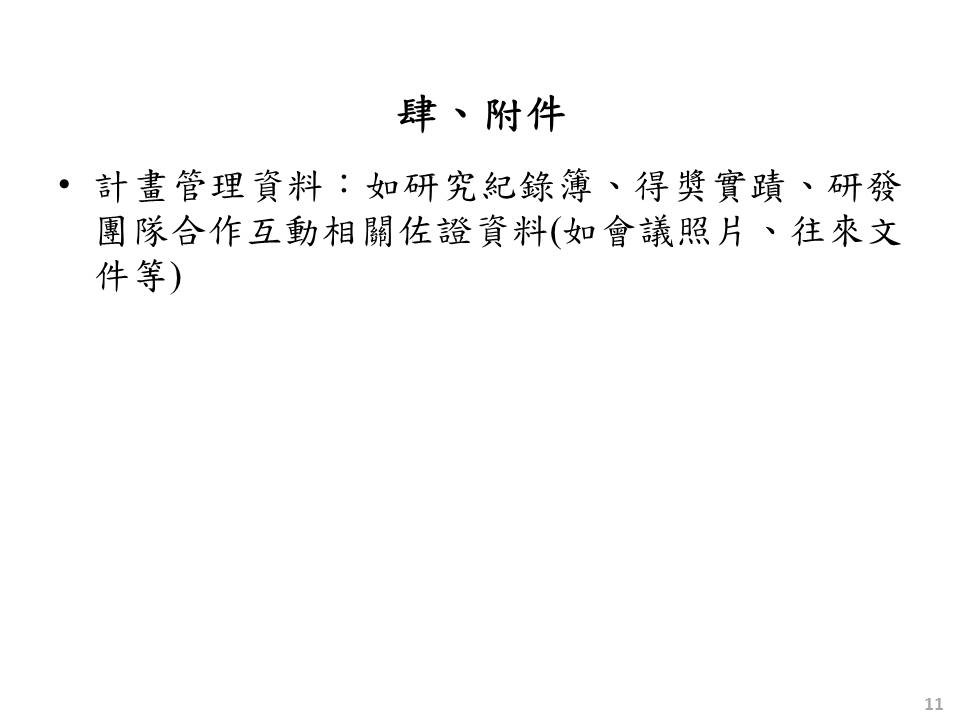 肆、附件
• 計畫管理資料：如研究紀錄簿、得獎實蹟、研發
團隊合作互動相關佐證資料(如會議照片、往來文
件等)
11